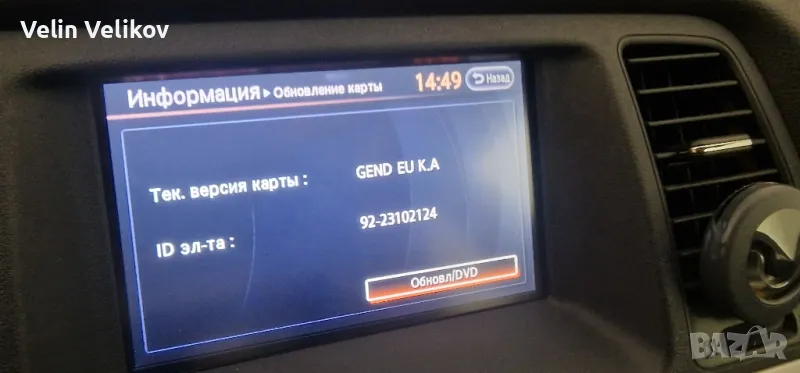 Velin Velikov
Информация ▸ Обновление карты 14:49 Назад
Тек. версия карты : GEND EU K.A
ID эл-та : 92-23102124
Обновл/DVD
BAZAR